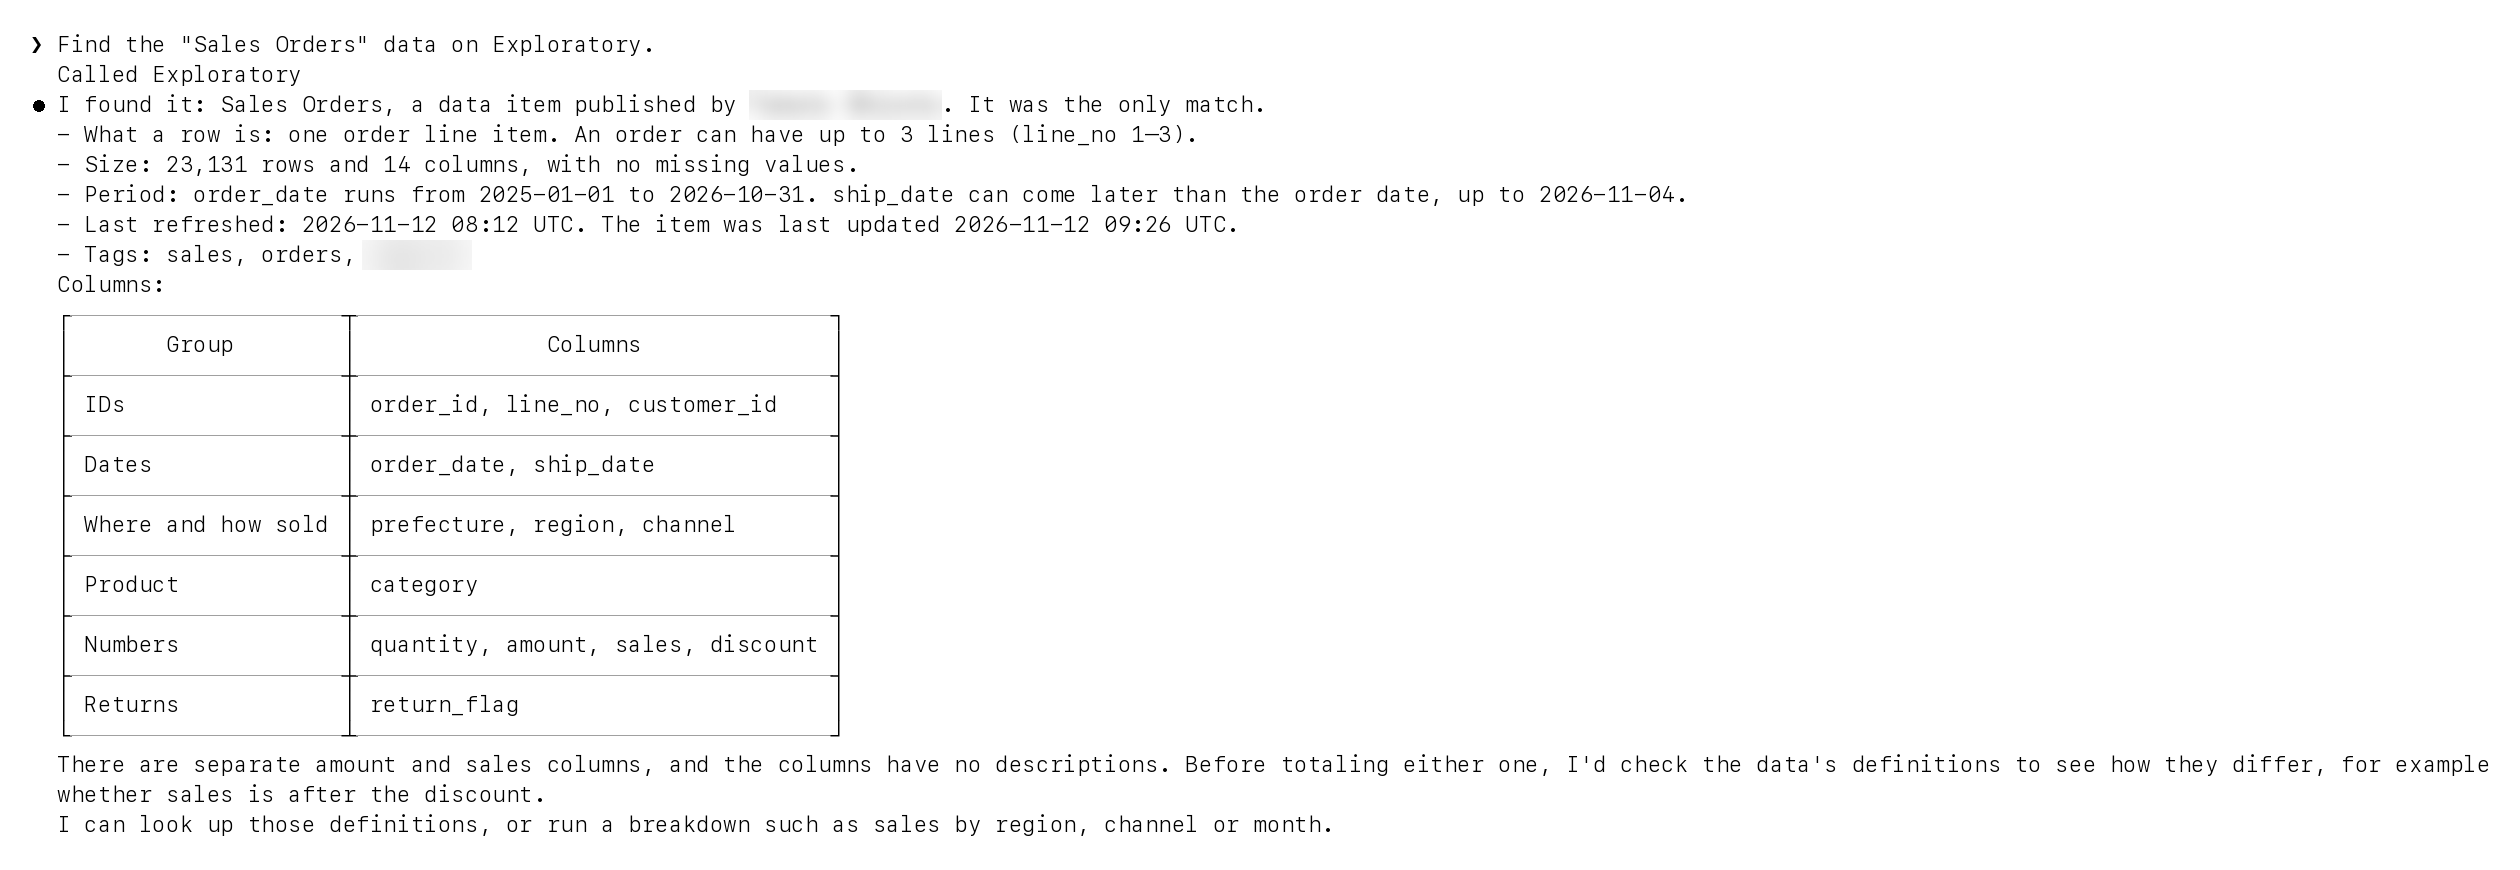 ❯ Find the "Sales Orders" data on Exploratory.
Called Exploratory
● I found it: Sales Orders, a data item published by . It was the only match.
– What a row is: one order line item. An order can have up to 3 lines (line_no 1–3).
– Size: 23,131 rows and 14 columns, with no missing values.
– Period: order_date runs from 2025-01-01 to 2026-10-31. ship_date can come later than the order date, up to 2026-11-04.
– Last refreshed: 2026-11-12 08:12 UTC. The item was last updated 2026-11-12 09:26 UTC.
– Tags: sales, orders,
Columns:
Group Columns
IDs order_id, line_no, customer_id
Dates order_date, ship_date
Where and how sold prefecture, region, channel
Product category
Numbers quantity, amount, sales, discount
Returns return_flag
There are separate amount and sales columns, and the columns have no descriptions. Before totaling either one, I'd check the data's definitions to see how they differ, for example
whether sales is after the discount.
I can look up those definitions, or run a breakdown such as sales by region, channel or month.